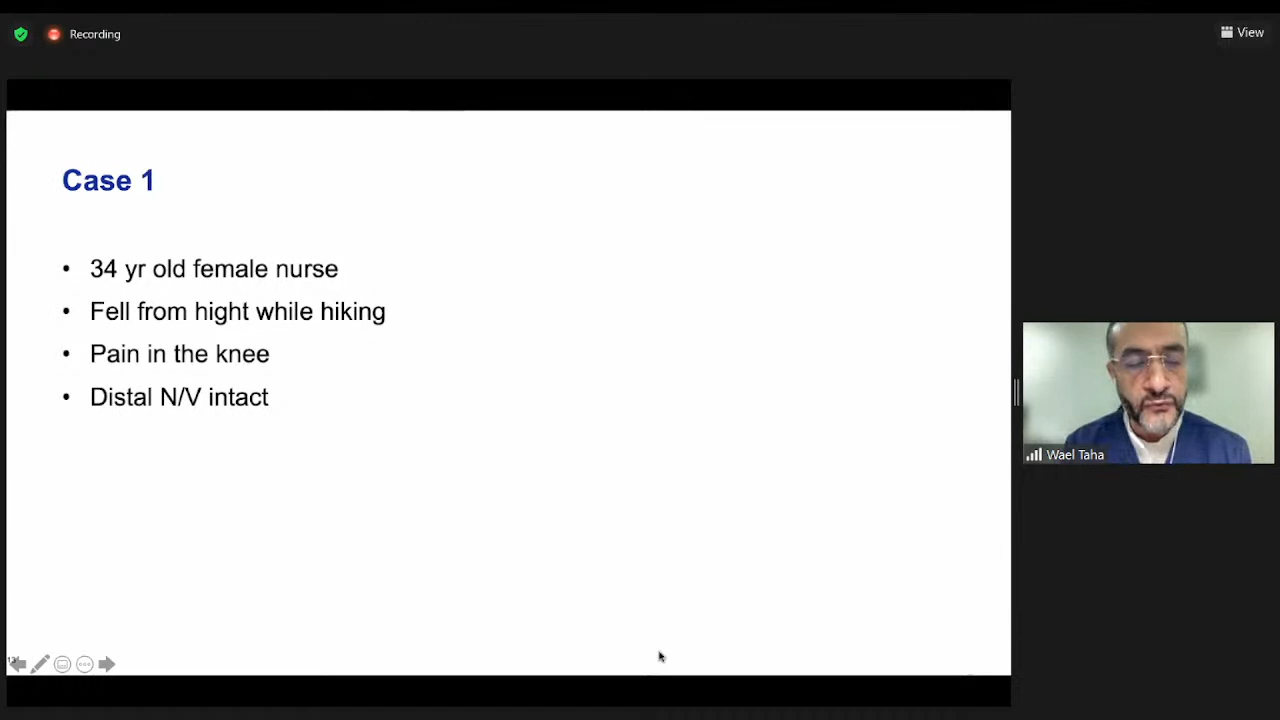 Recording
View
Case 1
• 34 yr old female nurse
• Fell from hight while hiking
• Pain in the knee
• Distal N/V intact
Wael Taha